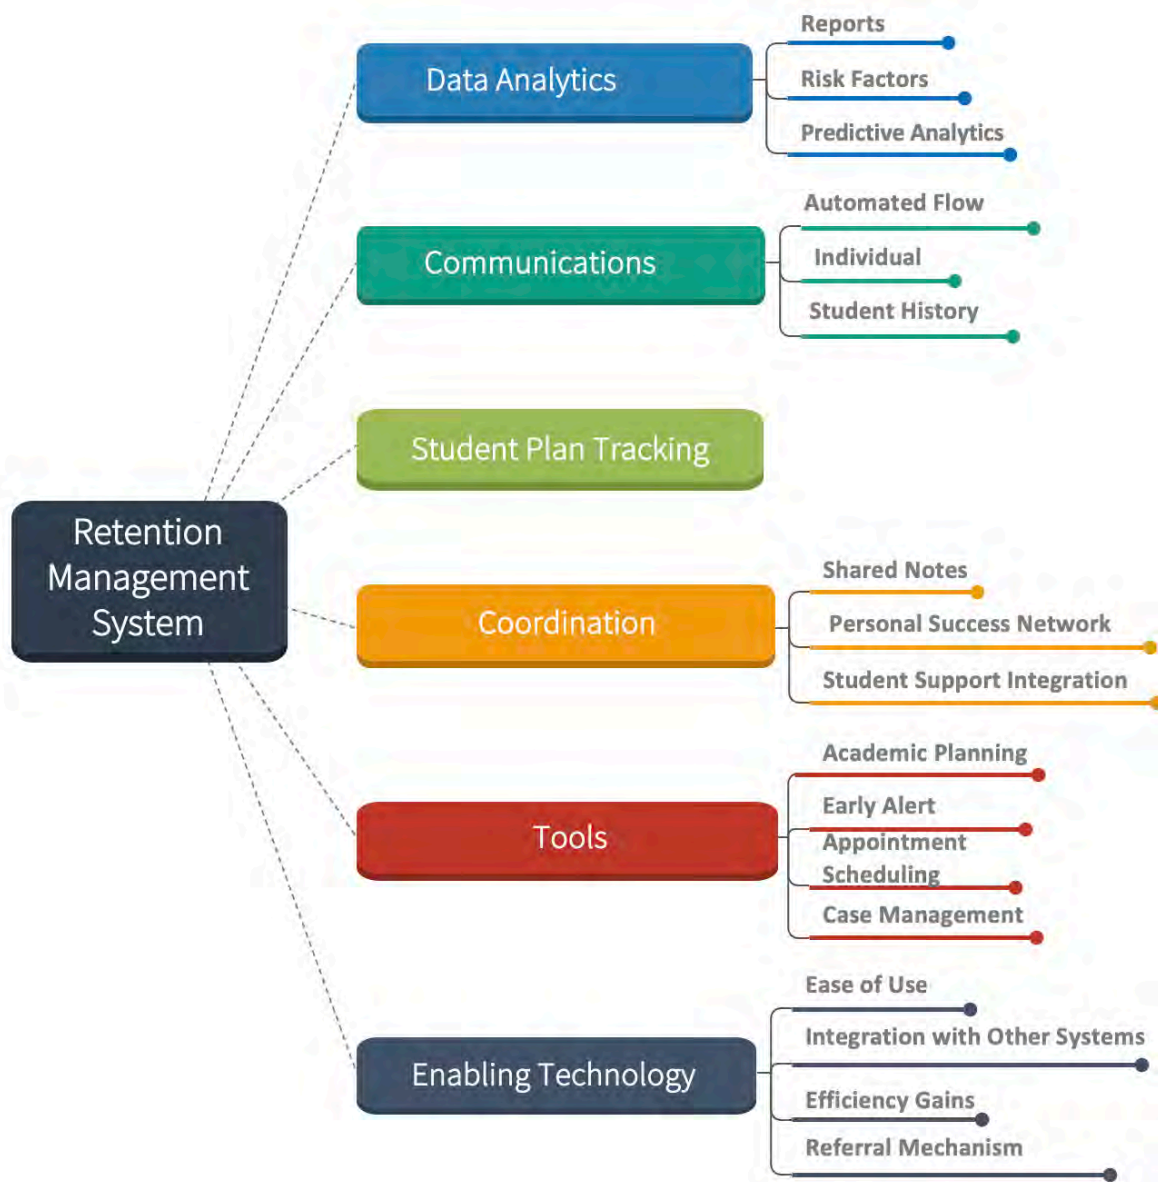 Reports
Data Analytics
Risk Factors
Predictive Analytics
Automated Flow
Communications
Individual
Student History
Student Plan Tracking
Retention
Management
System
Shared Notes
Coordination
Personal Success Network
Student Support Integration
Academic Planning
Early Alert
Tools
Appointment
Scheduling
Case Management
Ease of Use
Integration with Other Systems
Enabling Technology
Efficiency Gains
Referral Mechanism